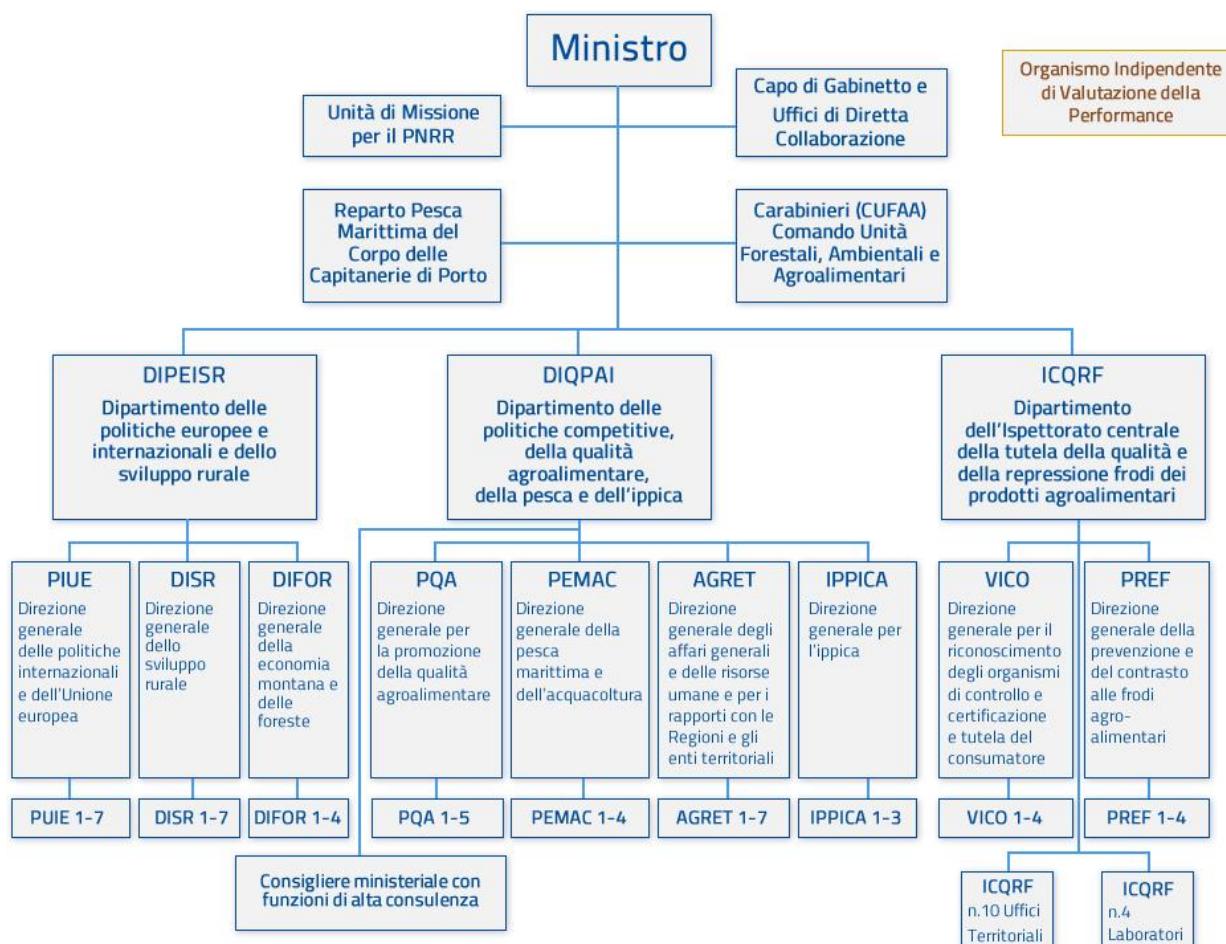 Ministro
Organismo Indipendente
di Valutazione della
Performance
Unità di Missione
per il PNRR
Capo di Gabinetto e
Uffici di Diretta
Collaborazione
Reparto Pesca
Marittima del
Corpo delle
Capitanerie di Porto
Carabinieri (CUFAA)
Comando Unità
Forestali, Ambientali e
Agroalimentari
DIPEISR
Dipartimento delle
politiche europee e
internazionali e dello
sviluppo rurale
DIQPAI
Dipartimento delle
politiche competitive,
della qualità
agroalimentare,
della pesca e dell'ippica
ICQRF
Dipartimento
dell'Ispettorato centrale
della tutela della qualità e
della repressione frodi dei
prodotti agroalimentari
PIUE
Direzione
generale
delle politiche
internazionali
e dell'Unione
europea
DISR
Direzione
generale
dello
sviluppo
rurale
DIFOR
Direzione
generale
della
economia
montana e
delle
foreste
PQA
Direzione
generale per
la promozione
della qualità
agroalimentare
PEMAC
Direzione
generale della
pesca
marittima e
dell'acquacoltura
AGRET
Direzione
generale degli
affari generali
e delle risorse
umane e per i
rapporti con le
Regioni e gli
enti territoriali
IPPICA
Direzione
generale per
l'ippica
VICO
Direzione
generale per il
riconoscimento
degli organismi
di controllo e
certificazione
e tutela del
consumatore
PREF
Direzione
generale della
prevenzione e
del contrasto
alle frodi
agro-
alimentari
PUIE 1-7
DISR 1-7
DIFOR 1-4
PQA 1-5
PEMAC 1-4
AGRET 1-7
IPPICA 1-3
VICO 1-4
PREF 1-4
Consigliere ministeriale con
funzioni di alta consulenza
ICQRF
n.10 Uffici
Territoriali
ICQRF
n.4
Laboratori